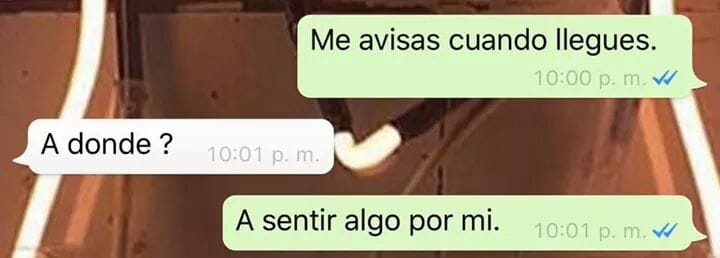 Me avisas cuando llegues.
10:00 p. m.
A donde ?
10:01 p. m.
A sentir algo por mi.
10:01 p. m.